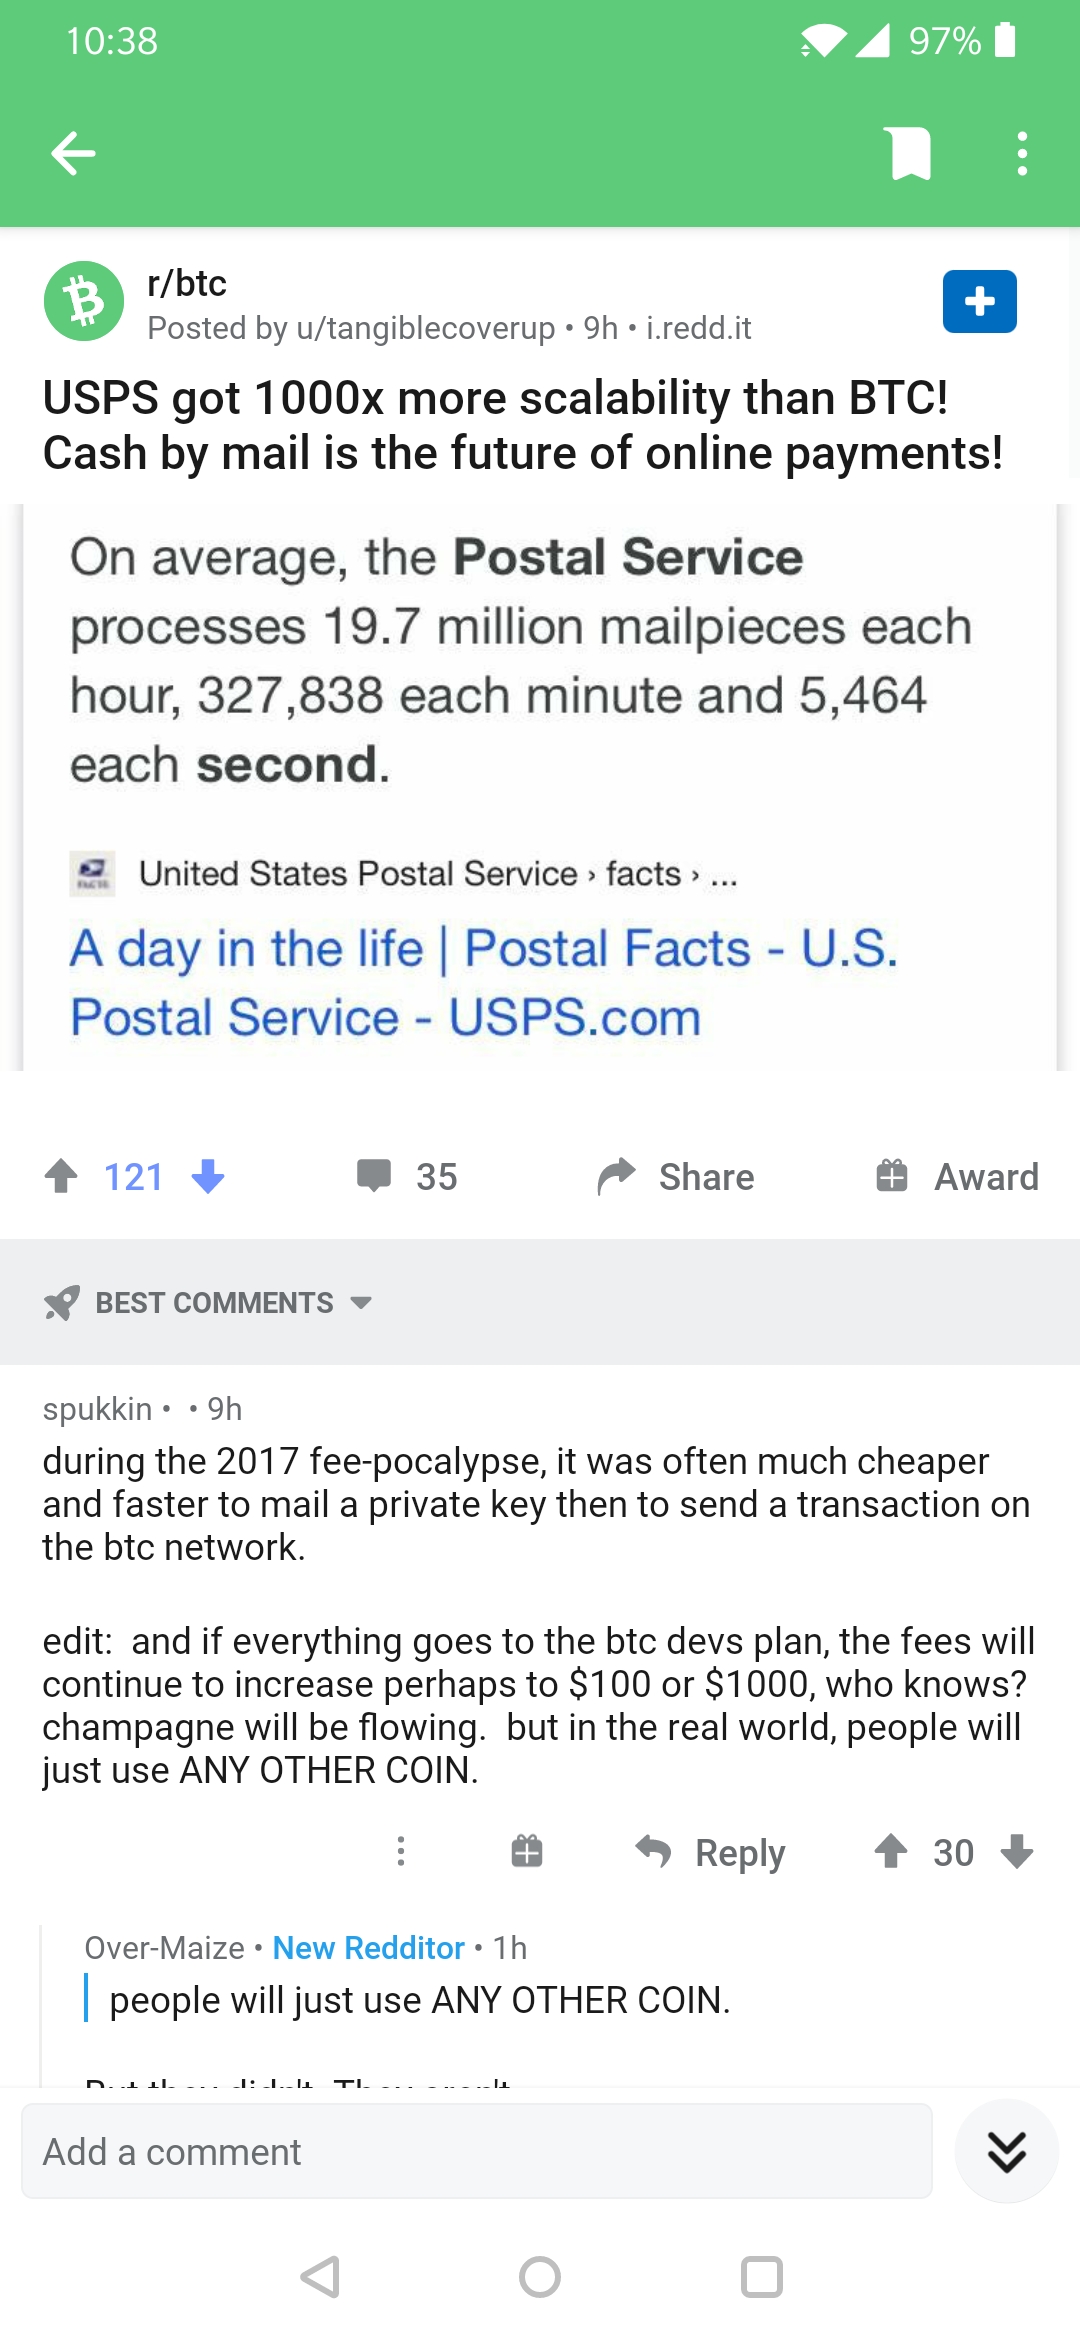 10:38
97%
r/btc
Posted by u/tangiblecoverup • 9h • i.redd.it
USPS got 1000x more scalability than BTC!
Cash by mail is the future of online payments!
On average, the Postal Service
processes 19.7 million mailpieces each
hour, 327,838 each minute and 5,464
each second.
United States Postal Service › facts › ...
A day in the life | Postal Facts - U.S.
Postal Service - USPS.com
121
35
Share
Award
BEST COMMENTS
spukkin • • 9h
during the 2017 fee-pocalypse, it was often much cheaper
and faster to mail a private key then to send a transaction on
the btc network.
edit: and if everything goes to the btc devs plan, the fees will
continue to increase perhaps to $100 or $1000, who knows?
champagne will be flowing. but in the real world, people will
just use ANY OTHER COIN.
Reply
30
Over-Maize • New Redditor • 1h
people will just use ANY OTHER COIN.
But they didn't. They aren't
Add a comment